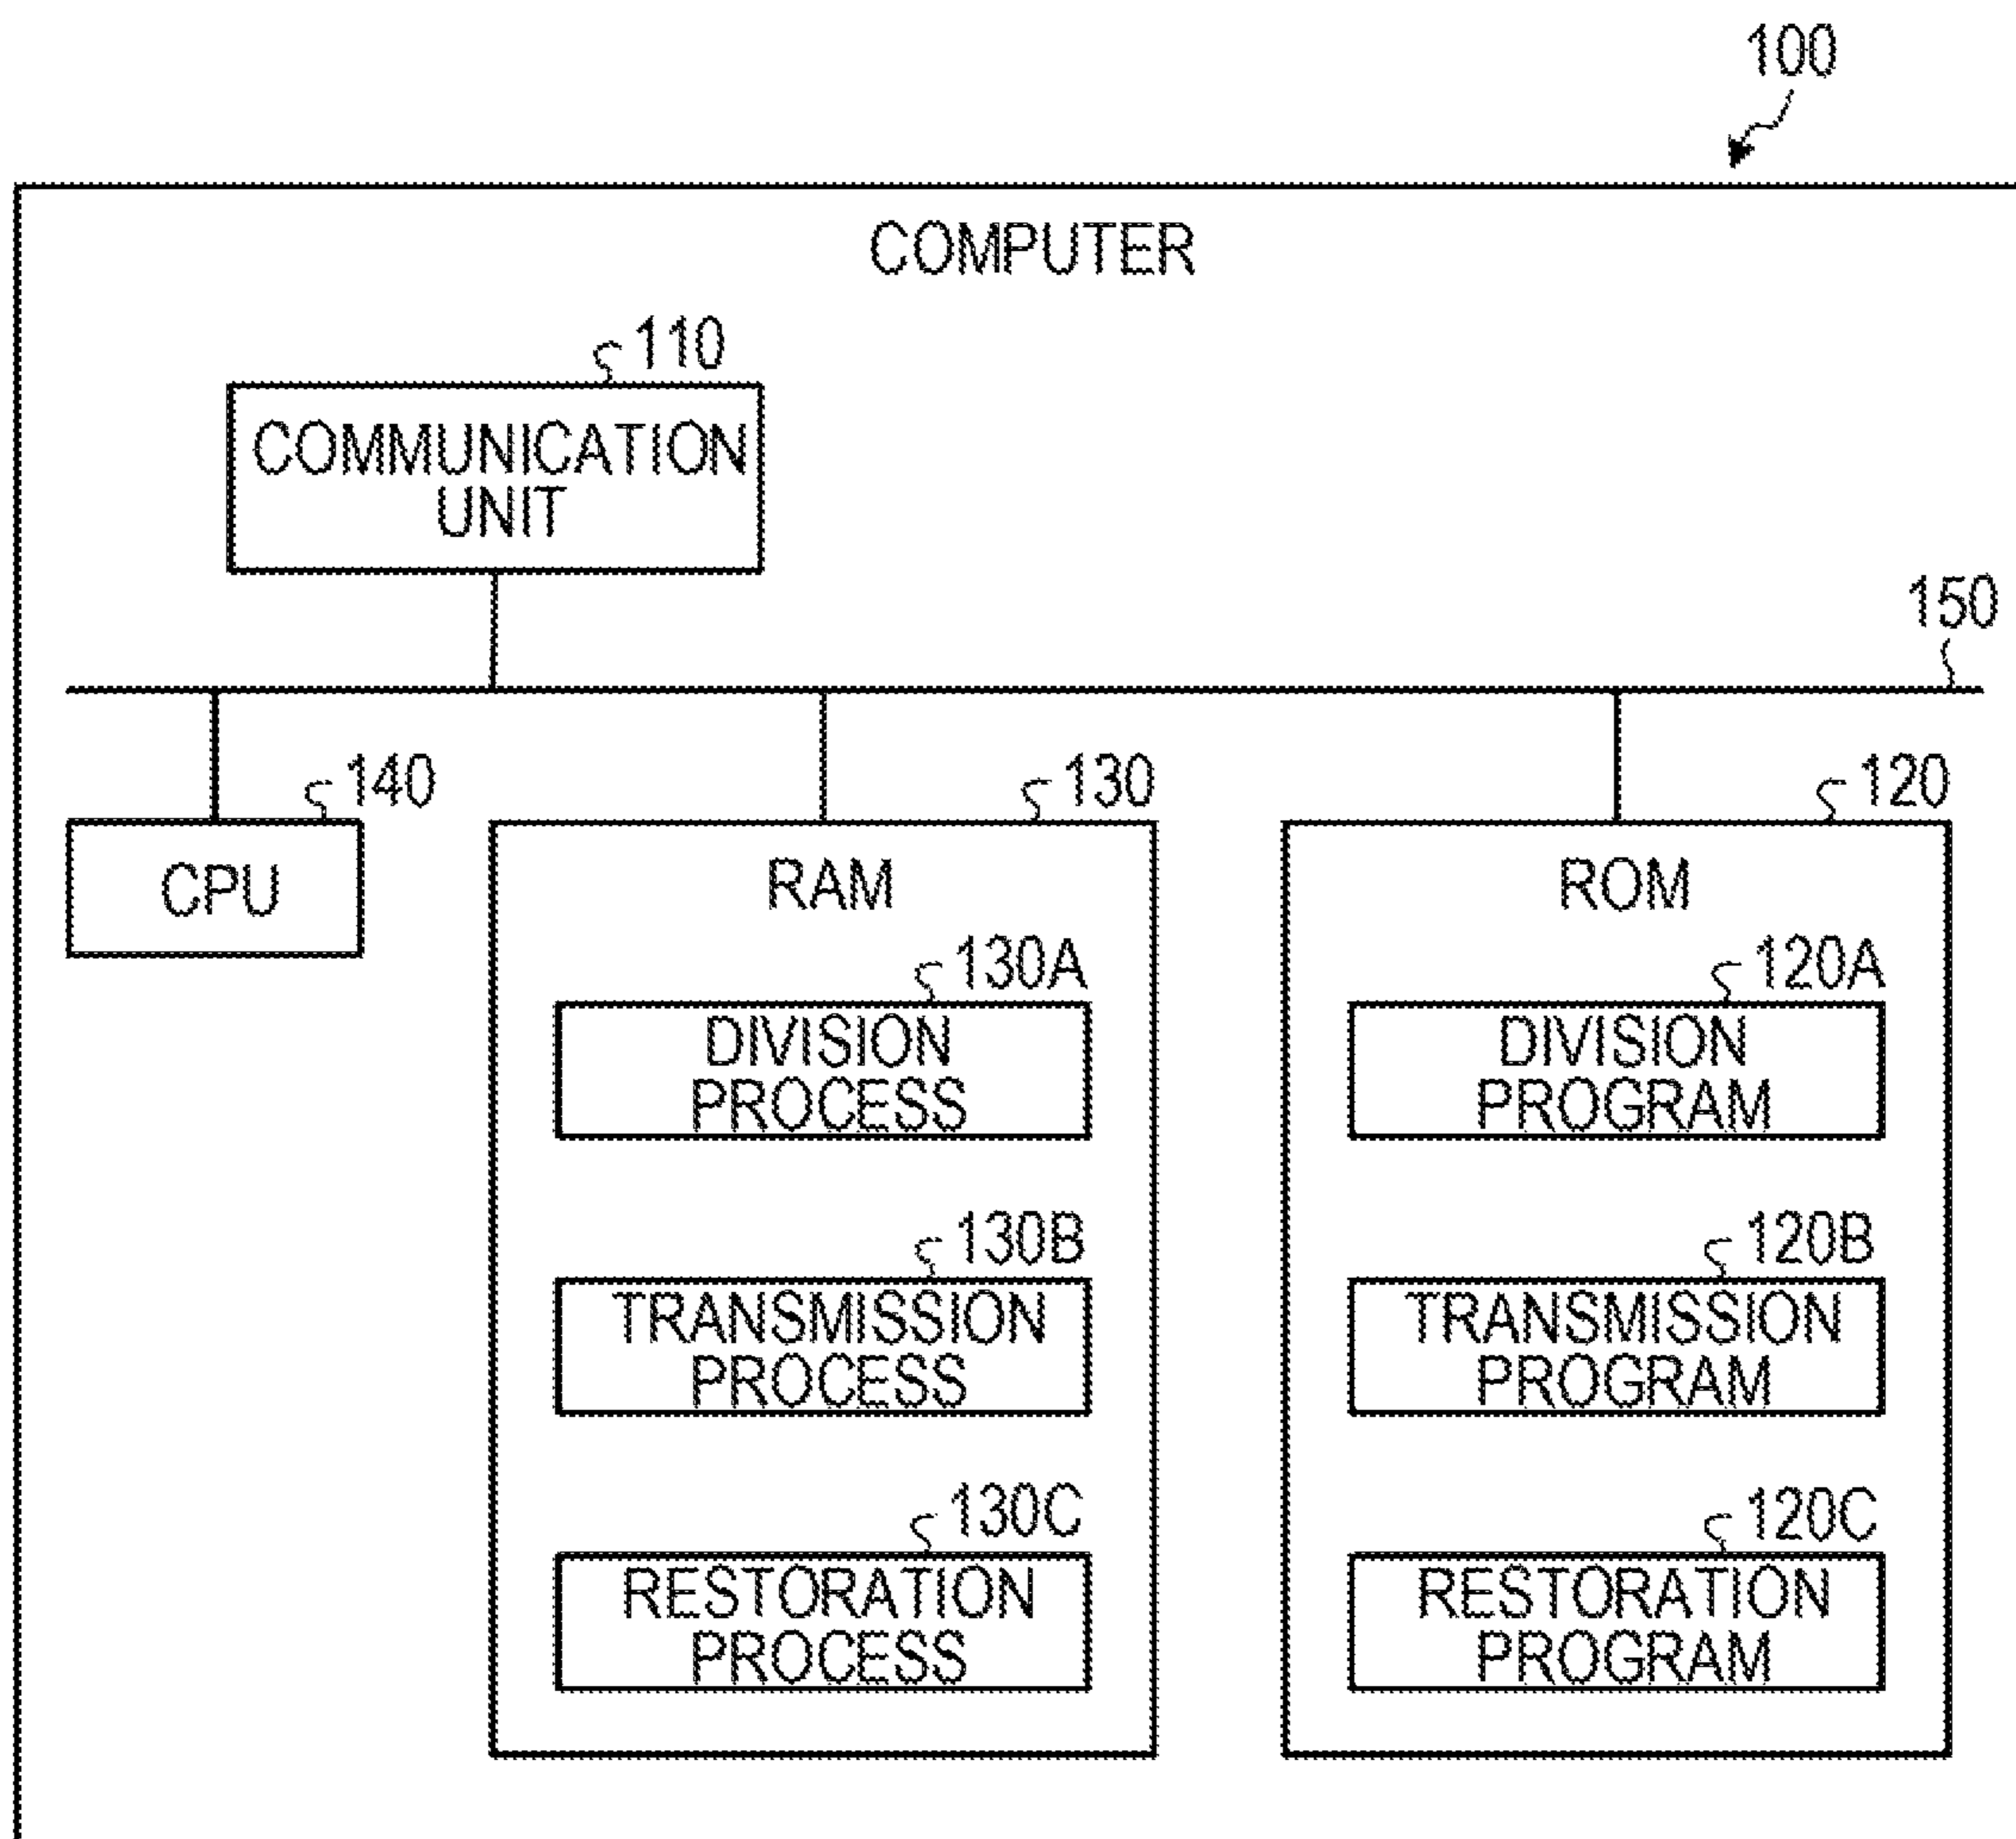 100
COMPUTER
110
COMMUNICATION
UNIT
150
140
CPU
130
RAM
130A
DIVISION
PROCESS
130B
TRANSMISSION
PROCESS
130C
RESTORATION
PROCESS
120
ROM
120A
DIVISION
PROGRAM
120B
TRANSMISSION
PROGRAM
120C
RESTORATION
PROGRAM